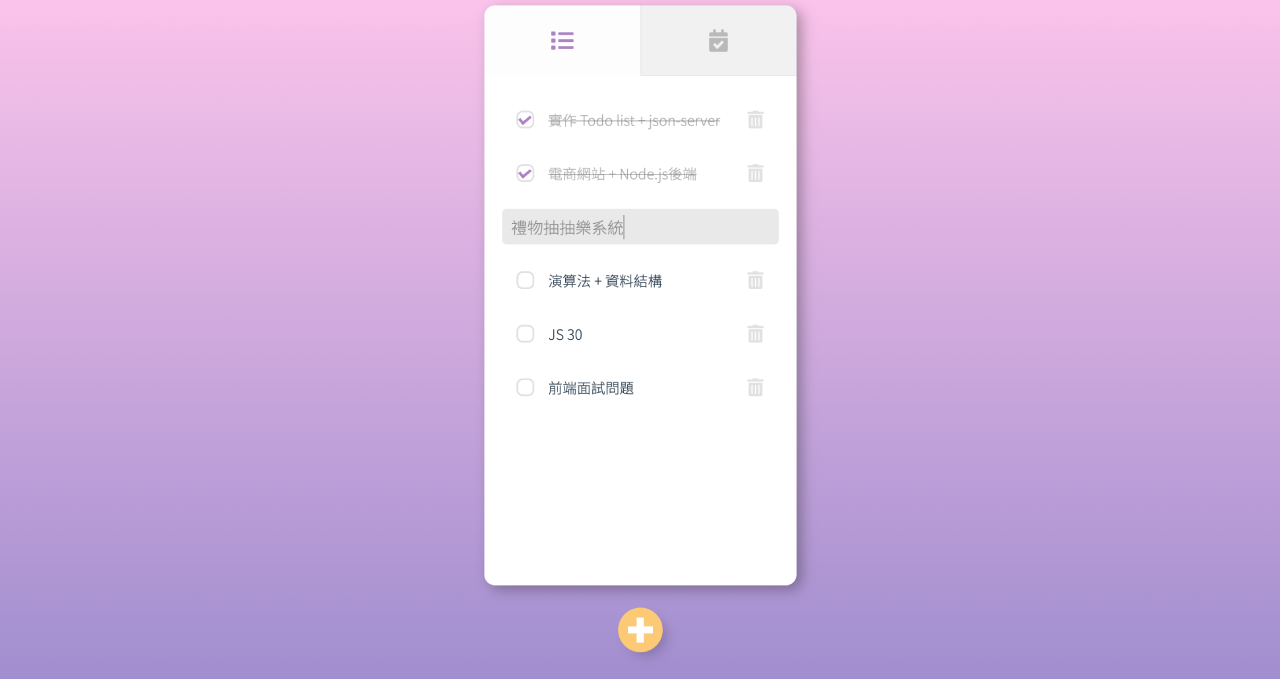 實作 Todo list + json-server
電商網站 + Node.js後端
禮物抽抽樂系統
演算法 + 資料結構
JS 30
前端面試問題